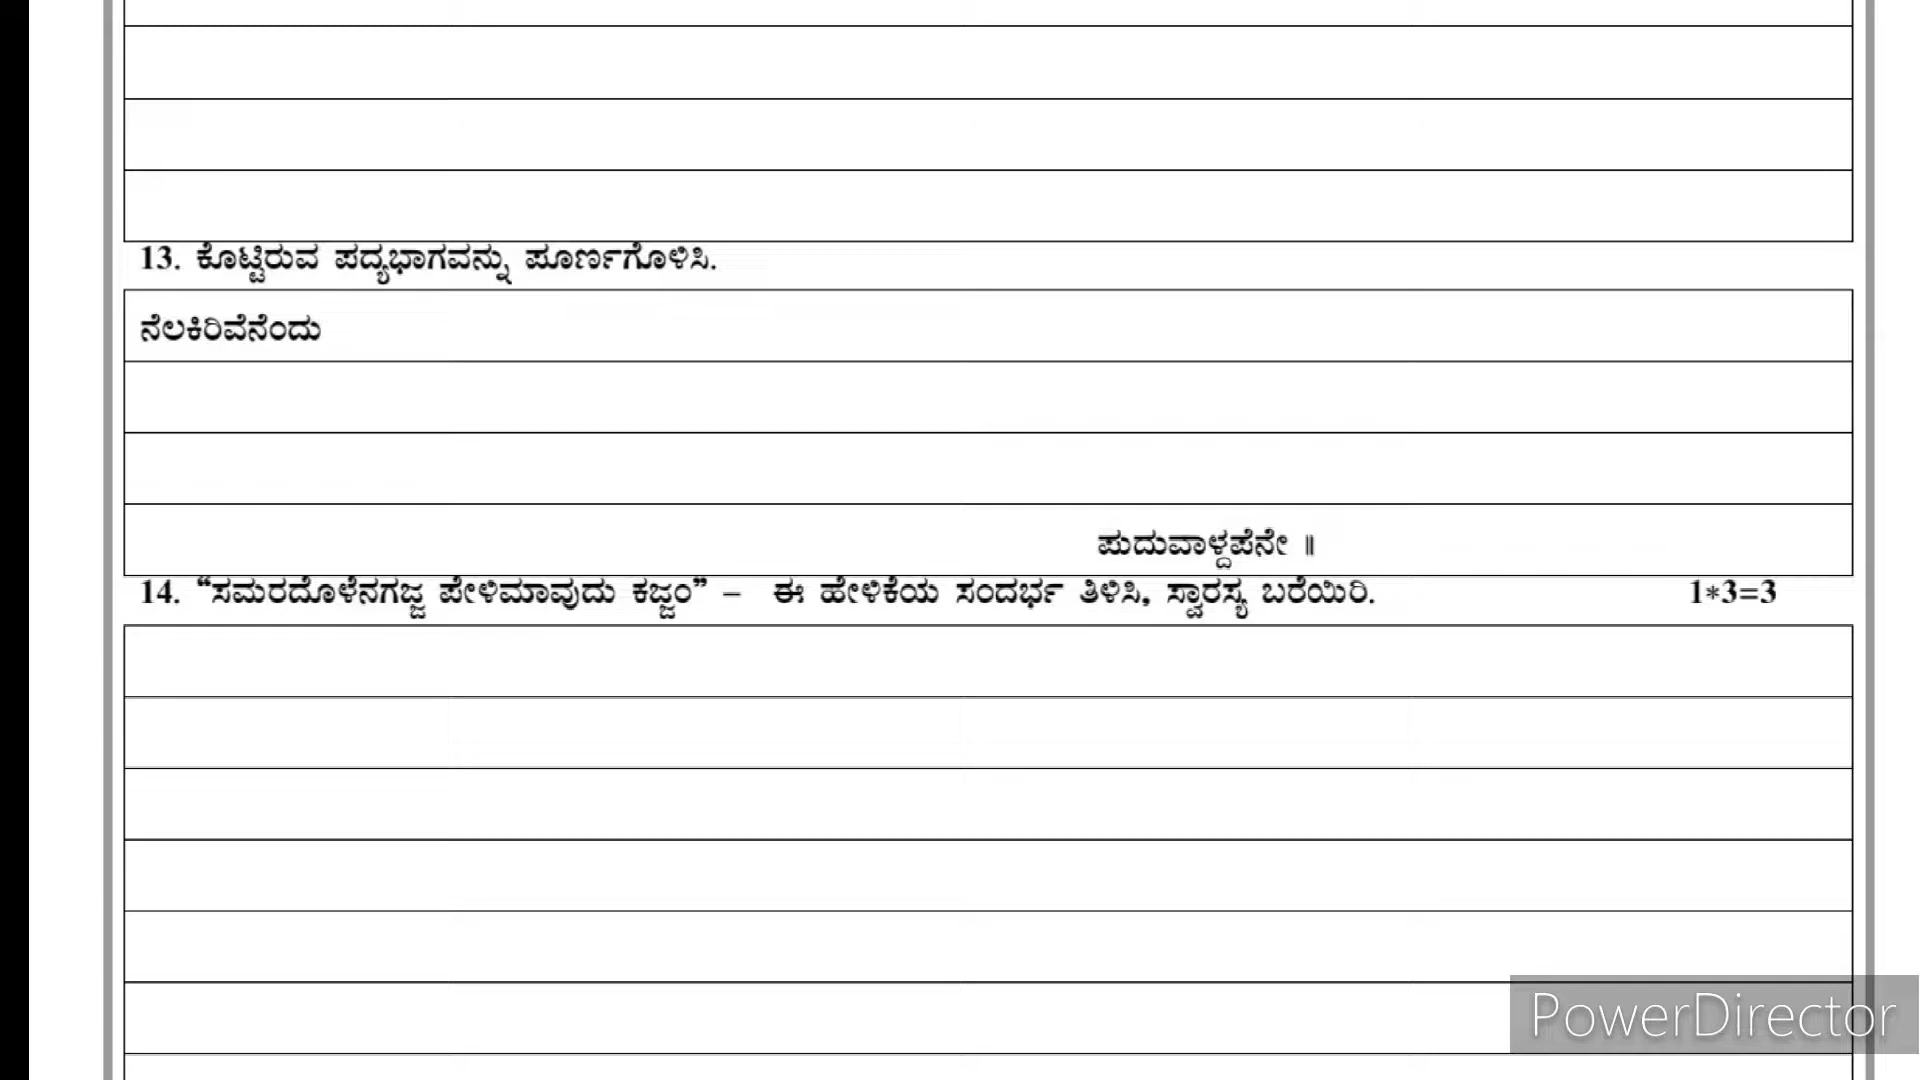 13. ಕೊಟ್ಟಿರುವ ಪದ್ಯಭಾಗವನ್ನು ಪೂರ್ಣಗೊಳಿಸಿ.
ನೆಲಕಿರಿವೆನೆಂದು
ಪುದುವಾಳ್ದಪೆನೇ ॥
14. “ಸಮರದೊಳೆನಗಜ್ಜ ಪೇಳಿಮಾವುದು ಕಜ್ಜಂ” – ಈ ಹೇಳಿಕೆಯ ಸಂದರ್ಭ ತಿಳಿಸಿ, ಸ್ವಾರಸ್ಯ ಬರೆಯಿರಿ. 1*3=3
PowerDirector